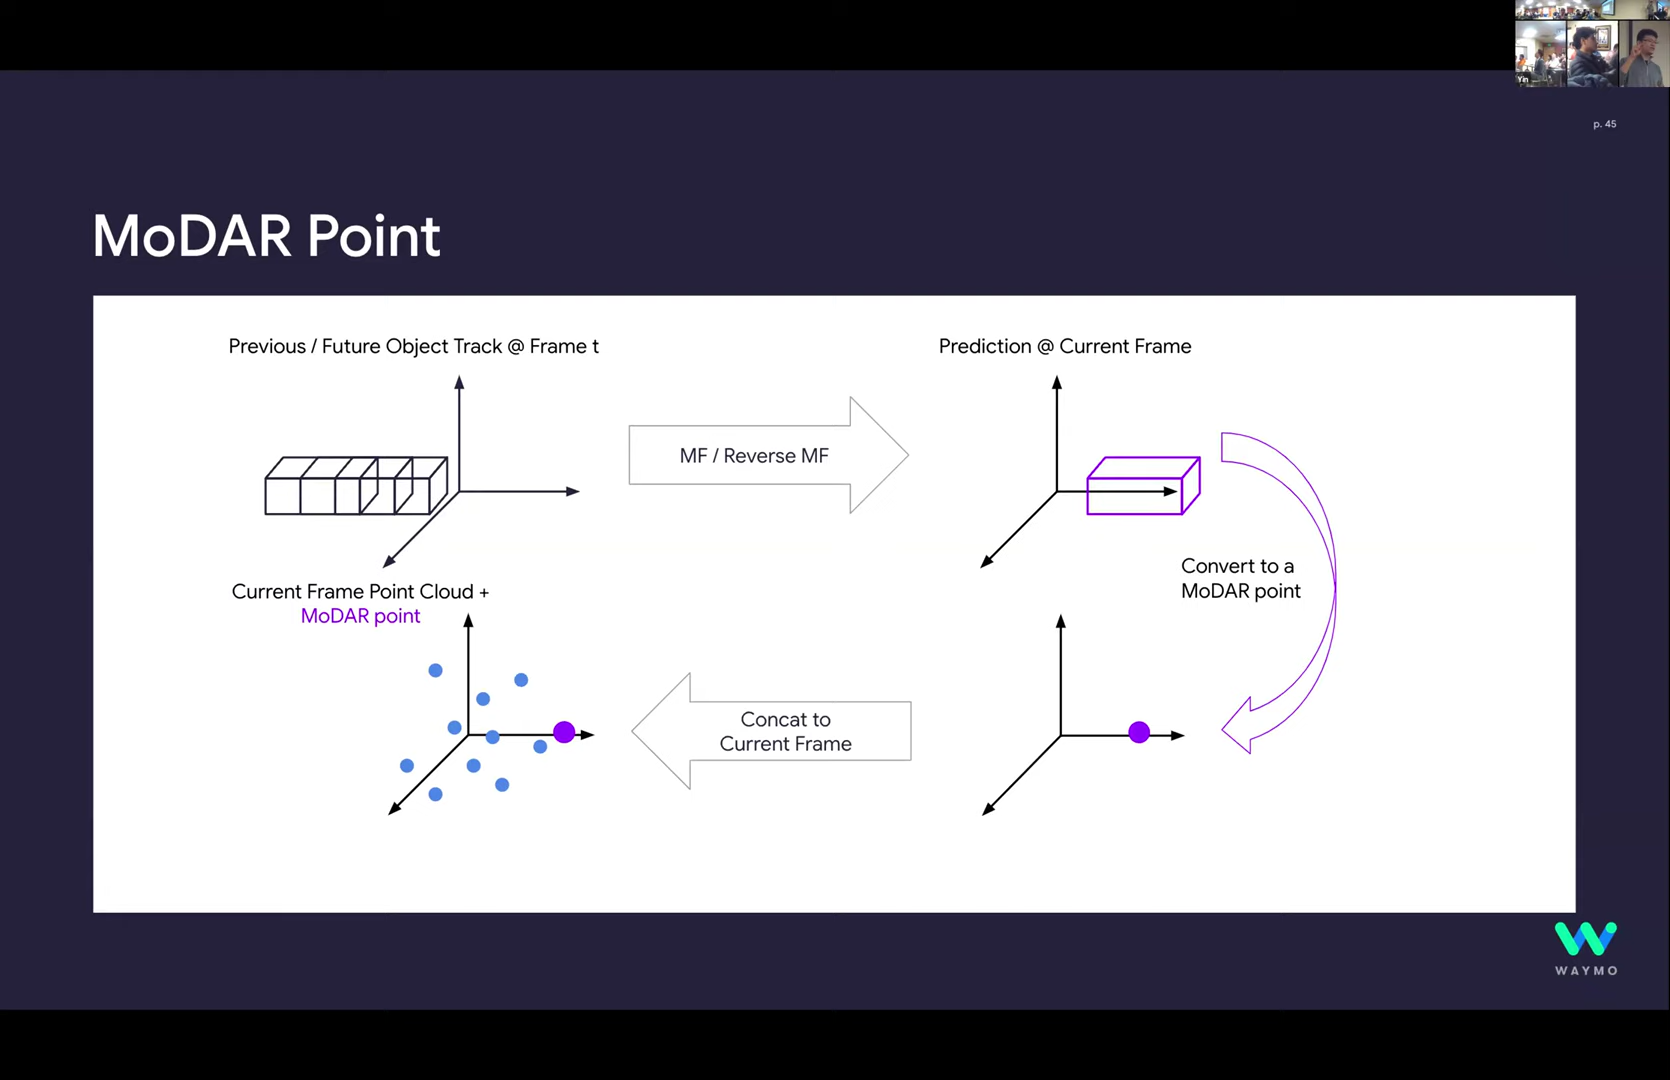 Yin
p. 45
MoDAR Point
Previous / Future Object Track @ Frame t
Prediction @ Current Frame
MF / Reverse MF
Convert to a
MoDAR point
Current Frame Point Cloud +
MoDAR point
Concat to
Current Frame
WAYMO